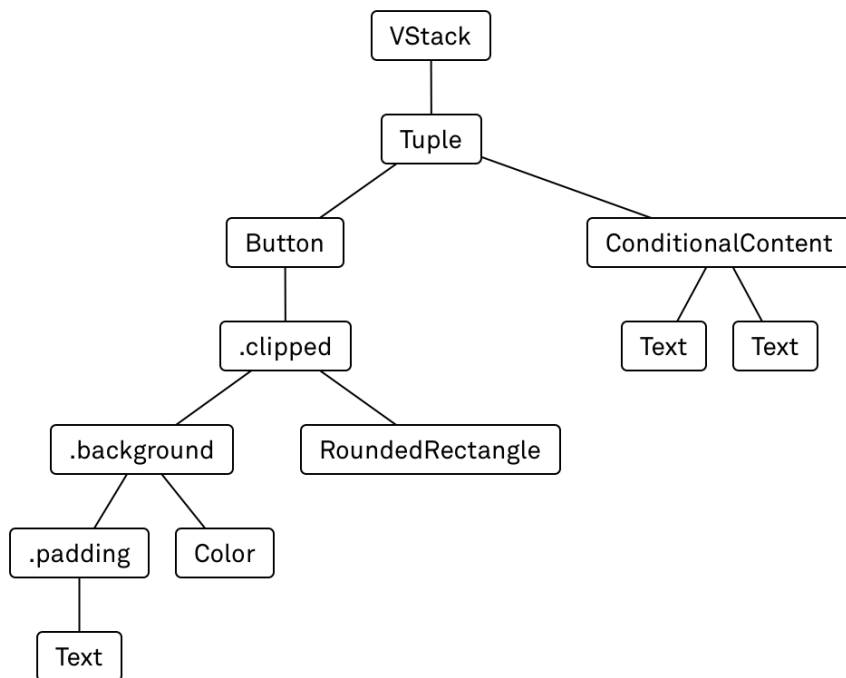 VStack
Tuple
Button
ConditionalContent
.clipped
Text
Text
.background
RoundedRectangle
.padding
Color
Text